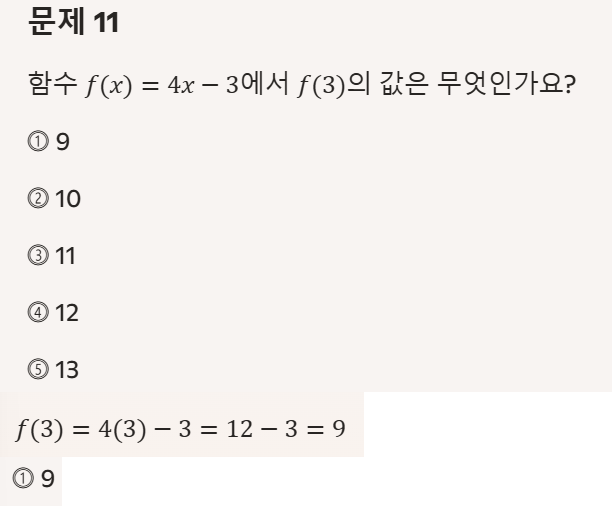 문제 11
함수 f(x) = 4x − 3에서 f(3)의 값은 무엇인가요?
① 9
② 10
③ 11
④ 12
⑤ 13
f(3) = 4(3) − 3 = 12 − 3 = 9
① 9